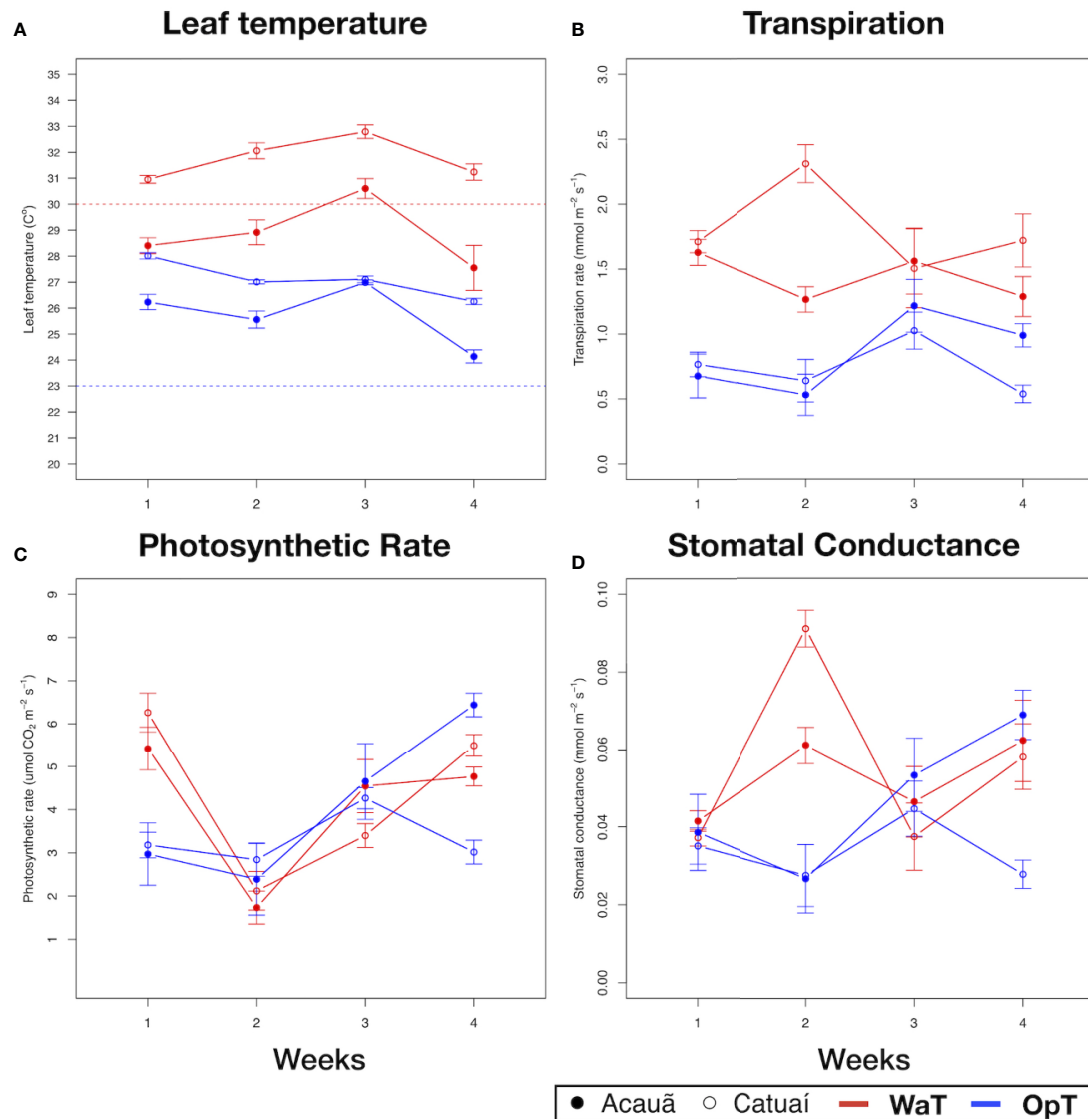 A
Leaf temperature
Leaf temperature (C°)
35
34
33
32
31
30
29
28
27
26
25
24
23
22
21
20
1 2 3 4
B
Transpiration
Transpiration rate (mmol m−2 s−1)
3.0
2.5
2.0
1.5
1.0
0.5
0.0
1 2 3 4
C
Photosynthetic Rate
Photosynthetic rate (umol CO2 m−2 s−1)
9
8
7
6
5
4
3
2
1
1 2 3 4
Weeks
D
Stomatal Conductance
Stomatal conductance (mmol m−2 s−1)
0.10
0.08
0.06
0.04
0.02
0.00
1 2 3 4
Weeks
Acauã Catuaí WaT OpT